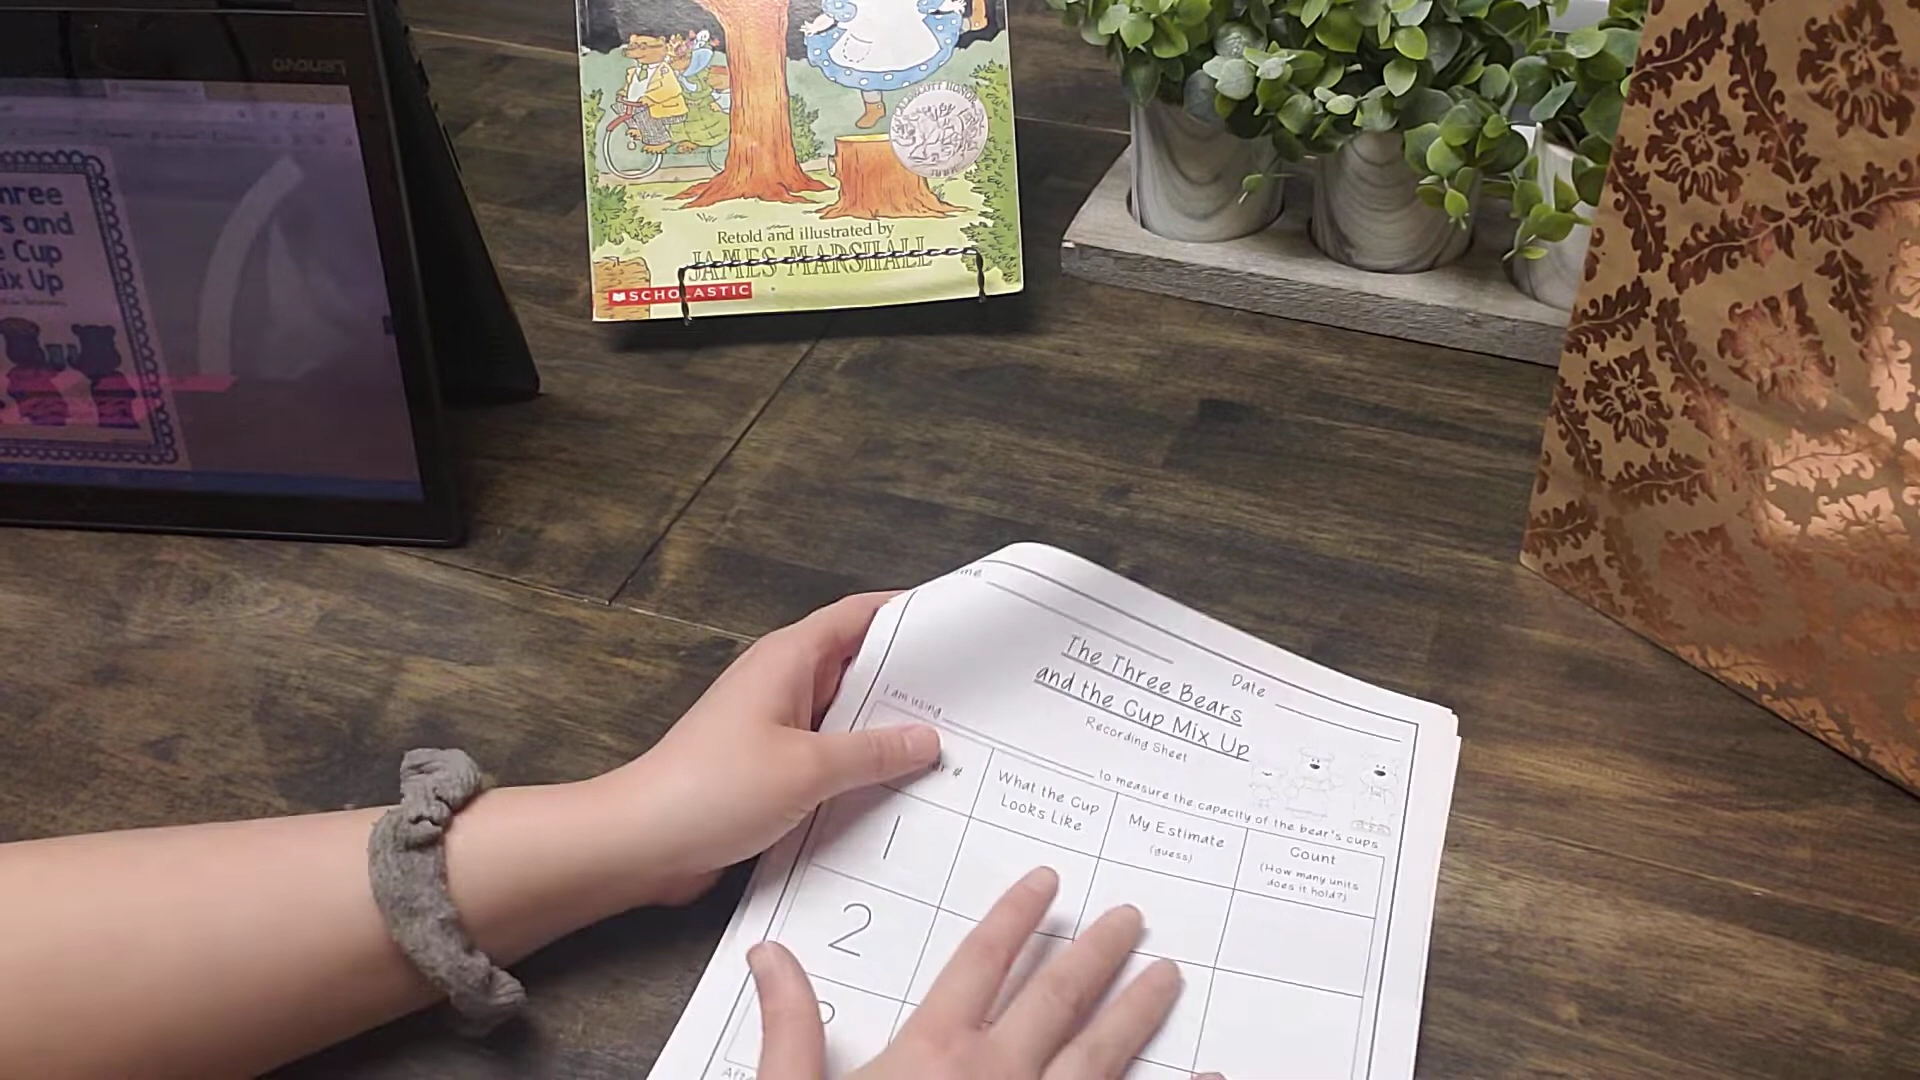 lenovo
hree
s and
e Cup
ix Up
Retold and illustrated by
JAMES MARSHALL
SCHOLASTIC
Date
The Three Bears
and the Cup Mix Up
Recording Sheet
I am using
to measure the capacity of the bear's cups
#
What the Cup
Looks Like
My Estimate
(guess)
Count
(How many units
does it hold?)
1
2